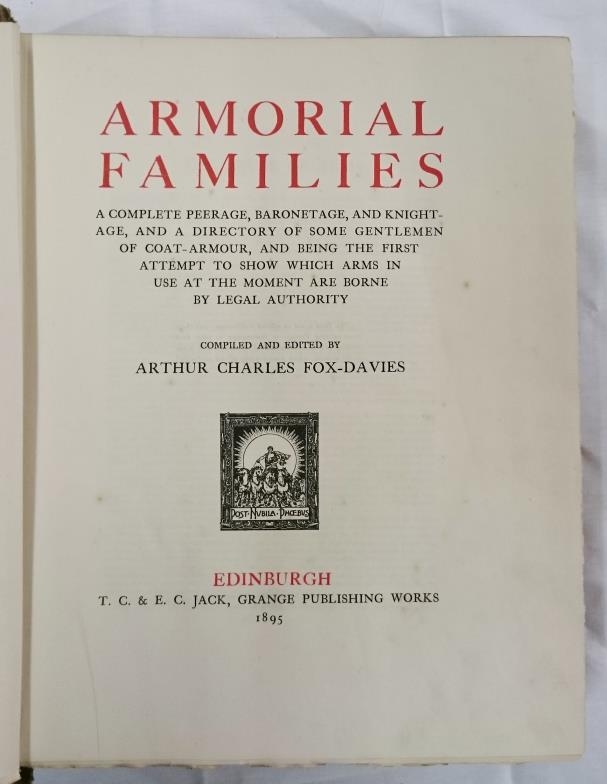 ARMORIAL
FAMILIES
A COMPLETE PEERAGE, BARONETAGE, AND KNIGHT-
AGE, AND A DIRECTORY OF SOME GENTLEMEN
OF COAT-ARMOUR, AND BEING THE FIRST
ATTEMPT TO SHOW WHICH ARMS IN
USE AT THE MOMENT ARE BORNE
BY LEGAL AUTHORITY
COMPILED AND EDITED BY
ARTHUR CHARLES FOX-DAVIES
POST · NUBILA · PHŒBUS
EDINBURGH
T. C. & E. C. JACK, GRANGE PUBLISHING WORKS
1895